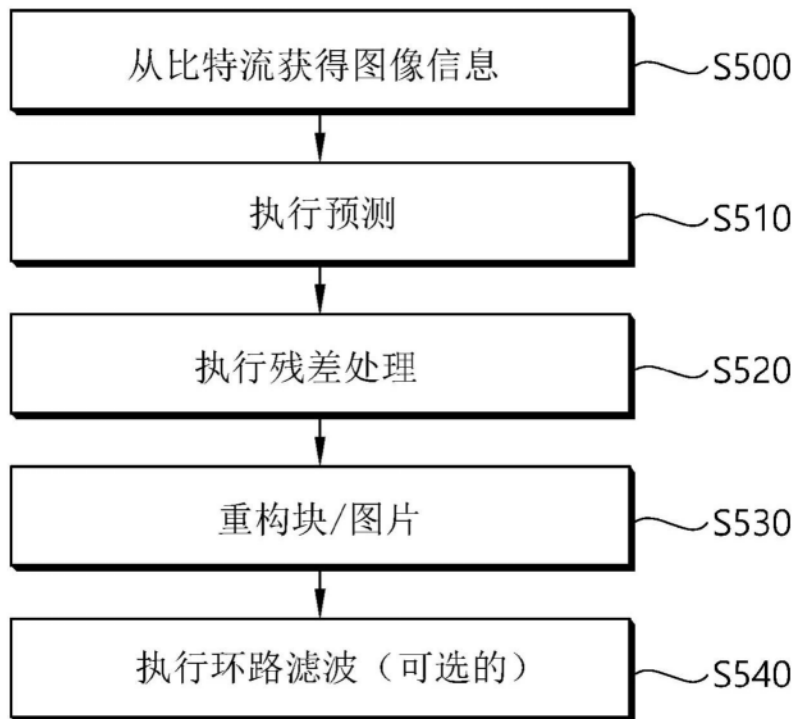 从比特流获得图像信息
S500
执行预测
S510
执行残差处理
S520
重构块/图片
S530
执行环路滤波（可选的）
S540